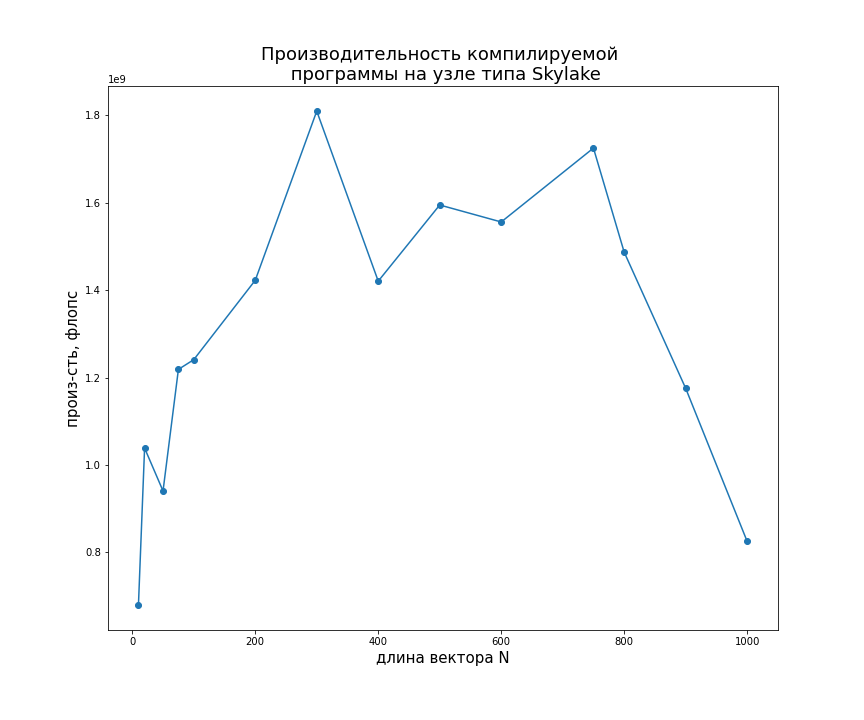 Производительность компилируемой
программы на узле типа Skylake
1e9
1.8
1.6
1.4
1.2
1.0
0.8
произ-сть, флопс
0 200 400 600 800 1000
длина вектора N